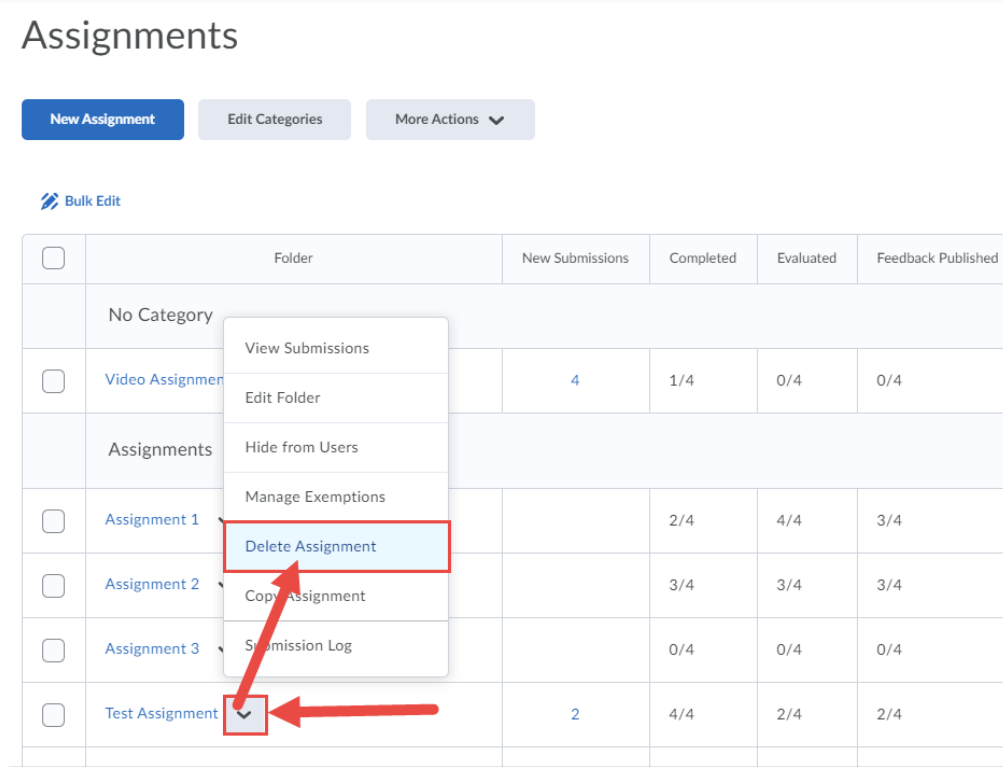 Assignments
New Assignment
Edit Categories
More Actions
Bulk Edit
Folder New Submissions Completed Evaluated Feedback Published
No Category
View Submissions
Video Assignmen 4 1/4 0/4 0/4
Edit Folder
Assignments
Hide from Users
Manage Exemptions
Assignment 1 2/4 4/4 3/4
Delete Assignment
Assignment 2 3/4 3/4 3/4
Copy Assignment
Assignment 3 0/4 0/4 0/4
Submission Log
Test Assignment 2 4/4 2/4 2/4